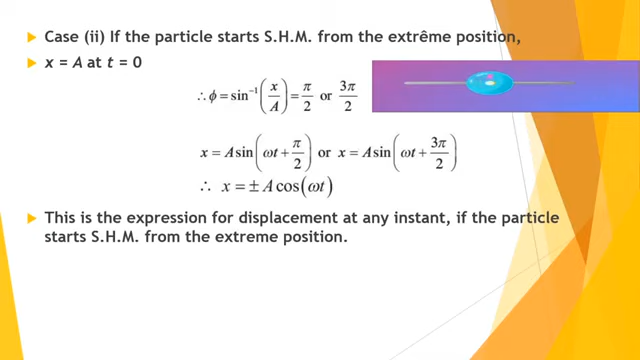 Case (ii) If the particle starts S.H.M. from the extrême position,
x = A at t = 0
∴ ϕ = sin⁻¹(x/A) = π/2 or 3π/2
x = A sin(ωt + π/2) or x = A sin(ωt + 3π/2)
∴ x = ± A cos(ωt)
This is the expression for displacement at any instant, if the particle
starts S.H.M. from the extreme position.